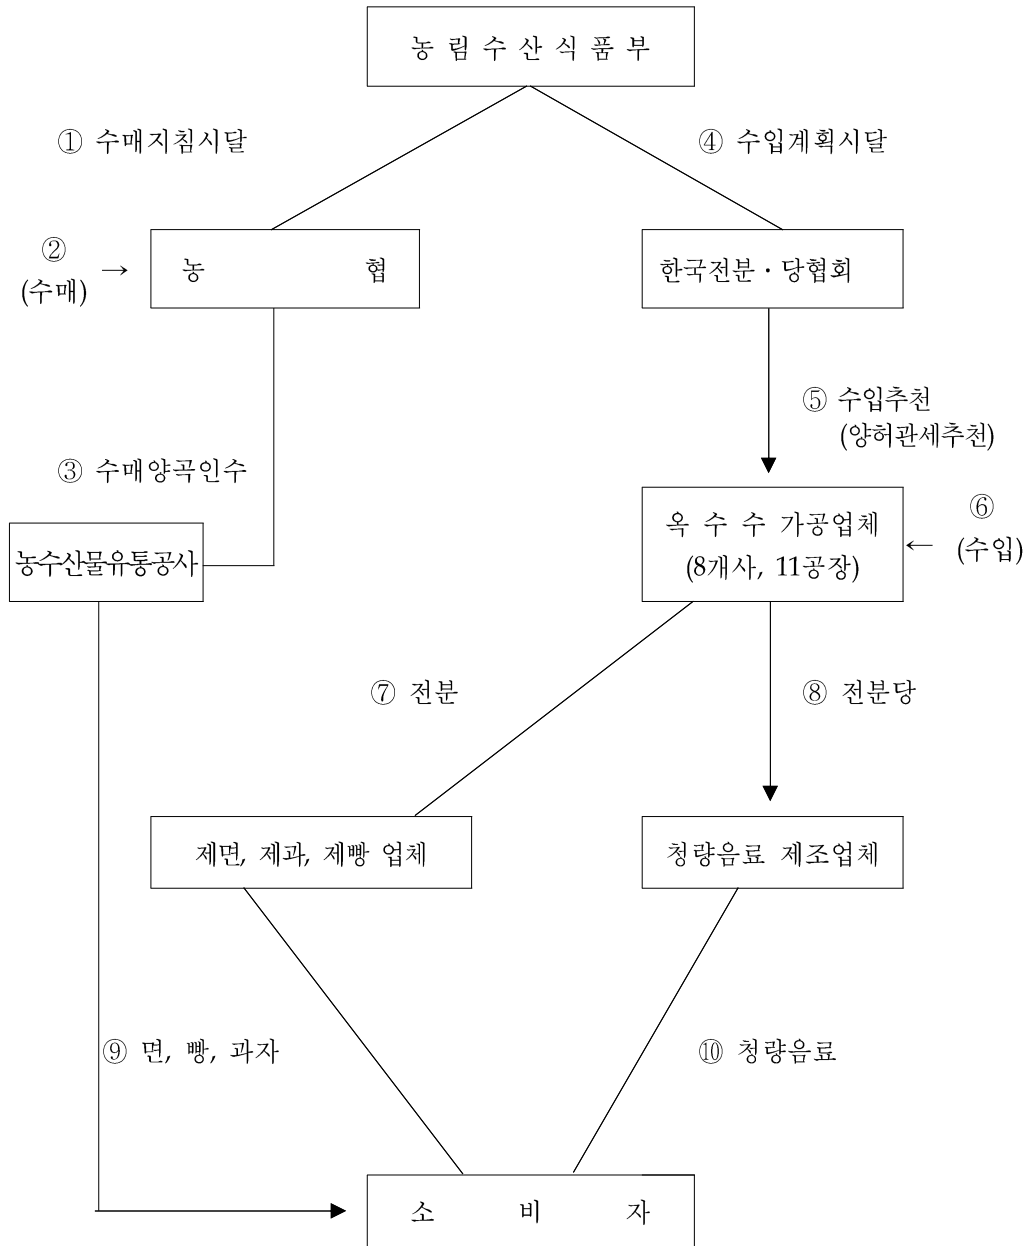 농 림 수 산 식 품 부
① 수매지침시달
④ 수입계획시달
②
(수매) →
농 협
한국전분·당협회
⑤ 수입추천
(양허관세추천)
③ 수매양곡인수
농수산물유통공사
옥 수 수 가공업체
(8개사, 11공장)
⑥
← (수입)
⑦ 전분
⑧ 전분당
제면, 제과, 제빵 업체
청량음료 제조업체
⑨ 면, 빵, 과자
⑩ 청량음료
소 비 자